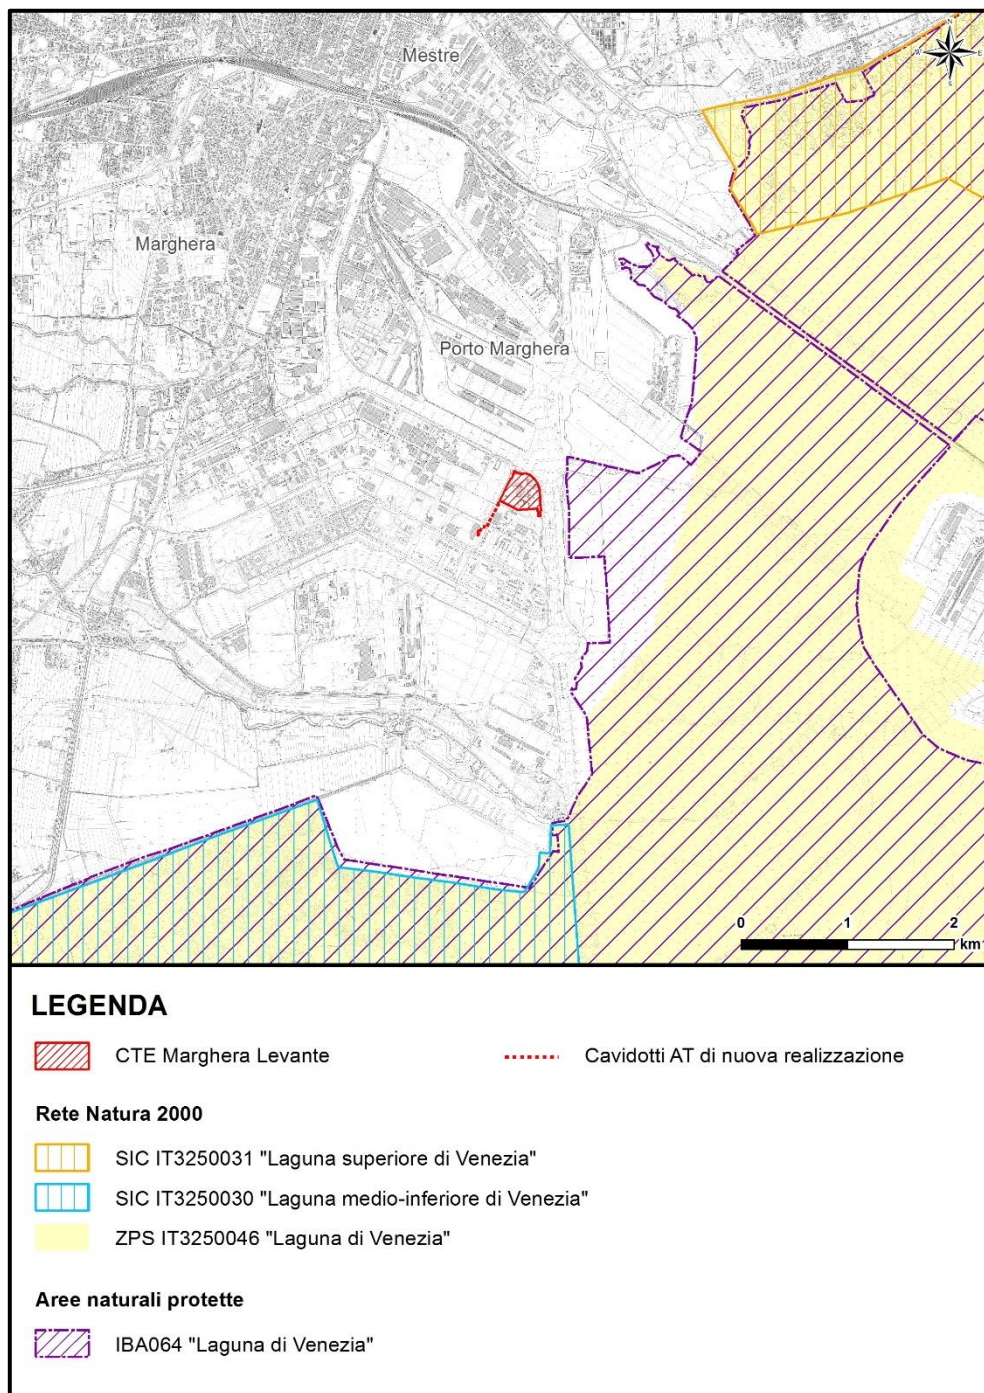 Mestre
N
W
E
S
Marghera
Porto Marghera
0 1 2
km
LEGENDA
CTE Marghera Levante
Cavidotti AT di nuova realizzazione
Rete Natura 2000
SIC IT3250031 "Laguna superiore di Venezia"
SIC IT3250030 "Laguna medio-inferiore di Venezia"
ZPS IT3250046 "Laguna di Venezia"
Aree naturali protette
IBA064 "Laguna di Venezia"